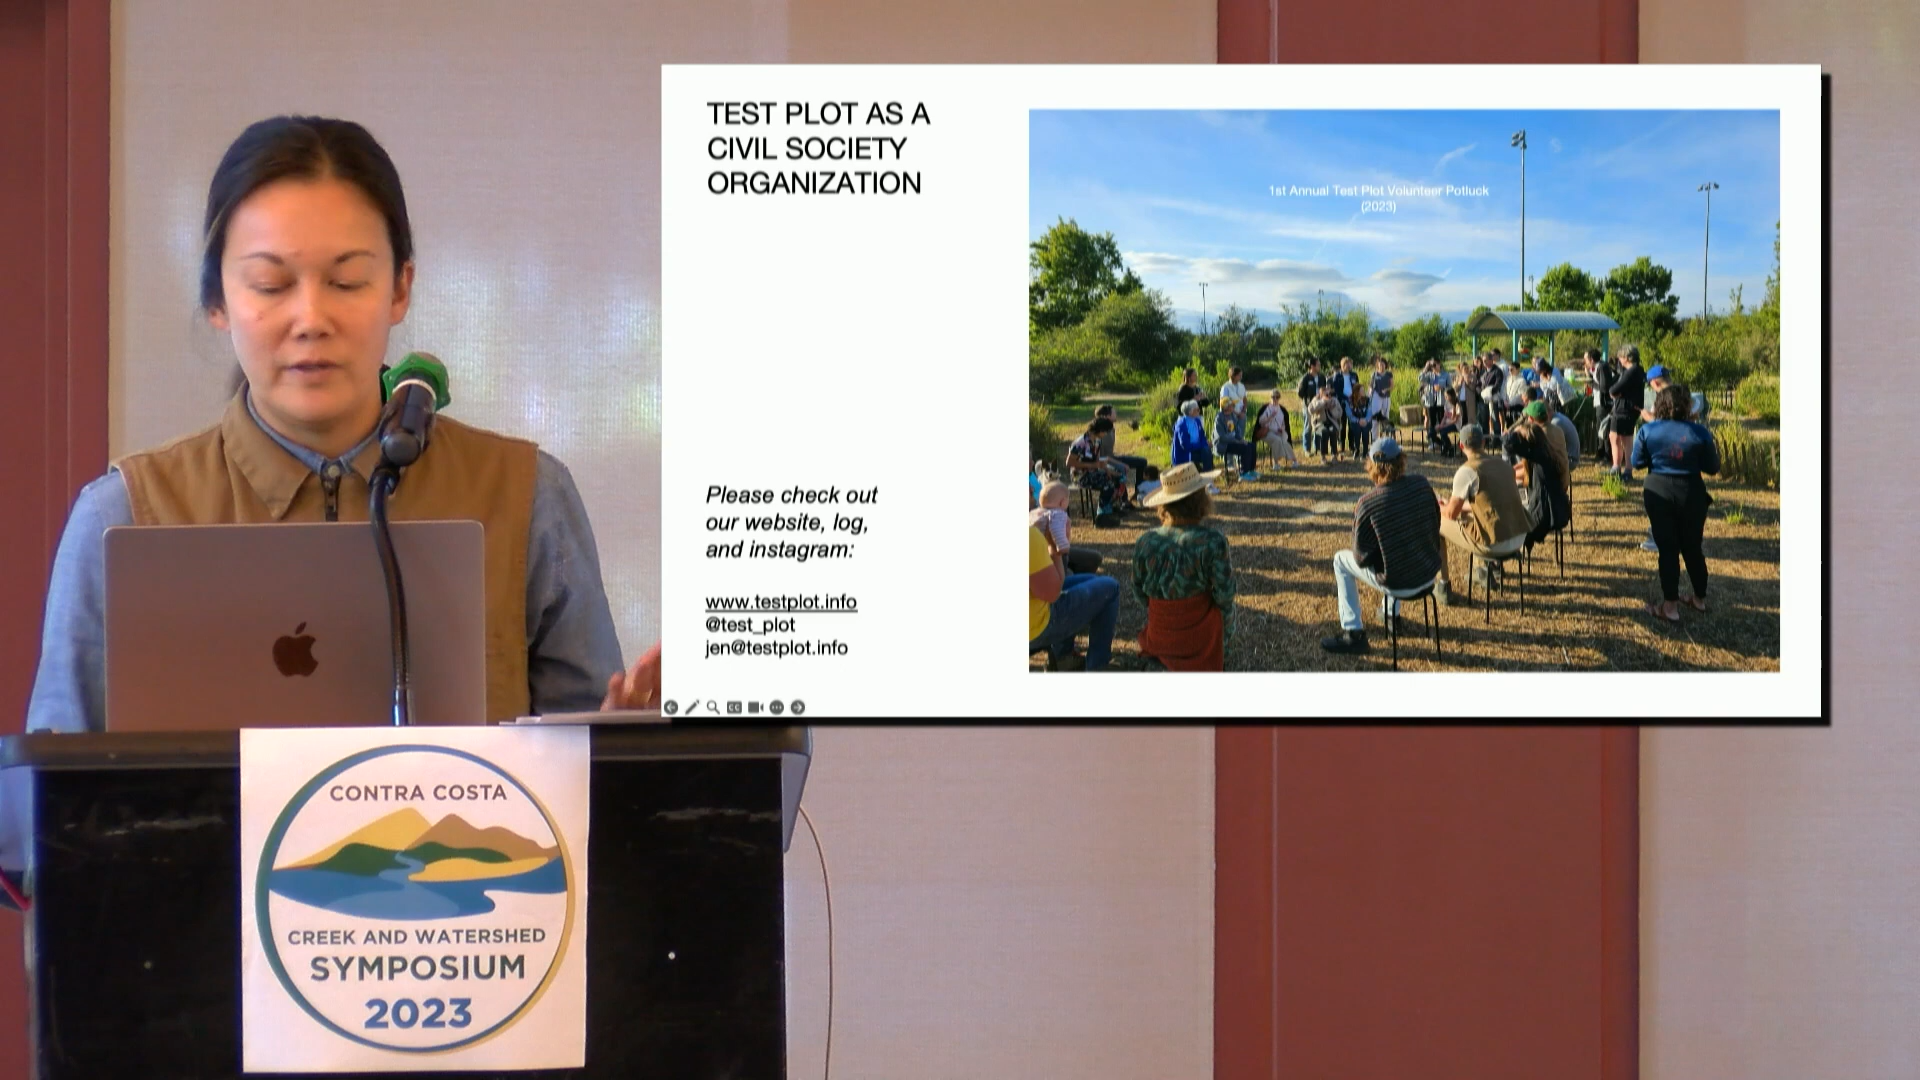 TEST PLOT AS A
CIVIL SOCIETY
ORGANIZATION
1st Annual Test Plot Volunteer Potluck
(2023)
Please check out
our website, log,
and instagram:
www.testplot.info
@test_plot
jen@testplot.info
CC
CONTRA COSTA
CREEK AND WATERSHED
SYMPOSIUM
2023